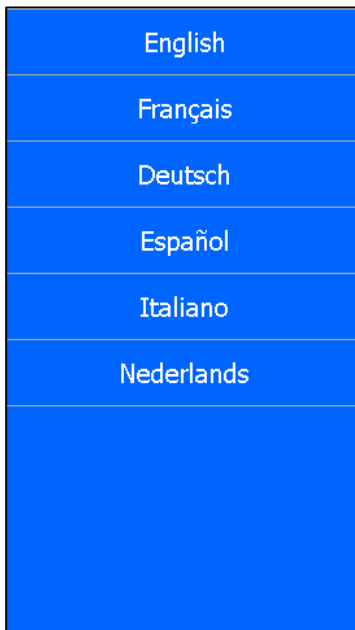 English
Français
Deutsch
Español
Italiano
Nederlands